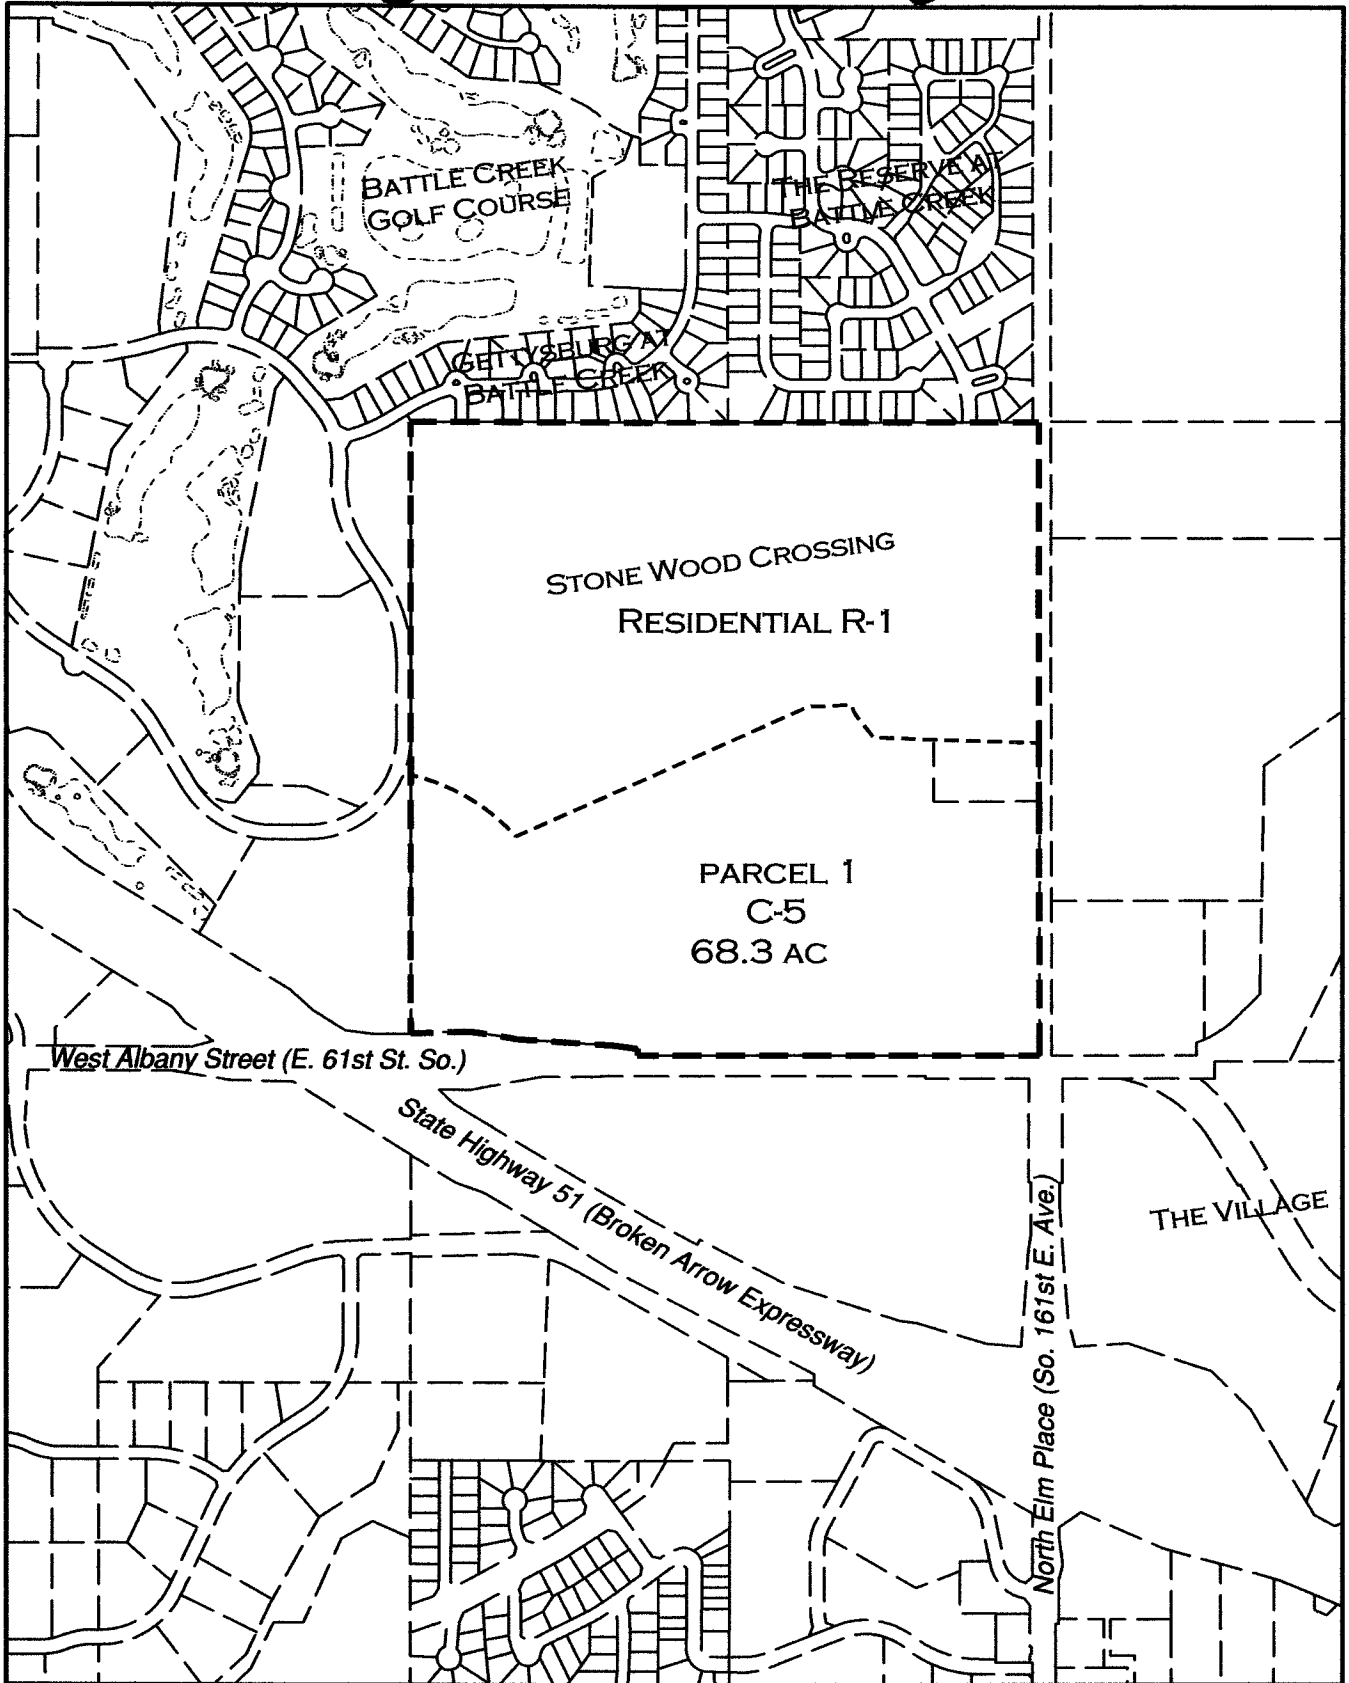 BATTLE CREEK
GOLF COURSE
THE RESERVE AT
BATTLE CREEK
GETTYSBURG AT
BATTLE CREEK
STONE WOOD CROSSING
RESIDENTIAL R-1
PARCEL 1
C-5
68.3 AC
West Albany Street (E. 61st St. So.)
State Highway 51 (Broken Arrow Expressway)
North Elm Place (So. 161st E. Ave.)
THE VILLAGE